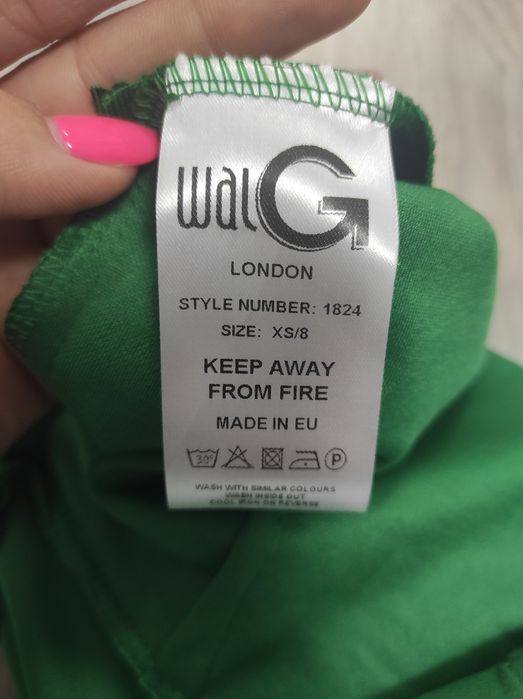 wal G
LONDON
STYLE NUMBER: 1824
SIZE: XS/8
KEEP AWAY
FROM FIRE
MADE IN EU
30° P
WASH WITH SIMILAR COLOURS
WASH INSIDE OUT
COOL IRON ON REVERSE